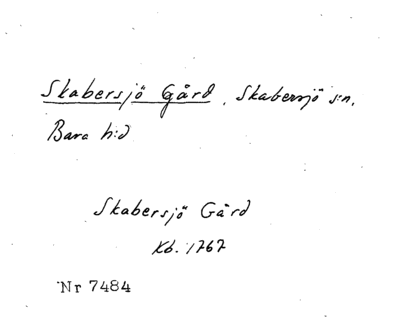 Skabersjö Gård, Skabersjö s:n,
Bara h:d
Skabersjö Gård
Kb. 1767
Nr 7484